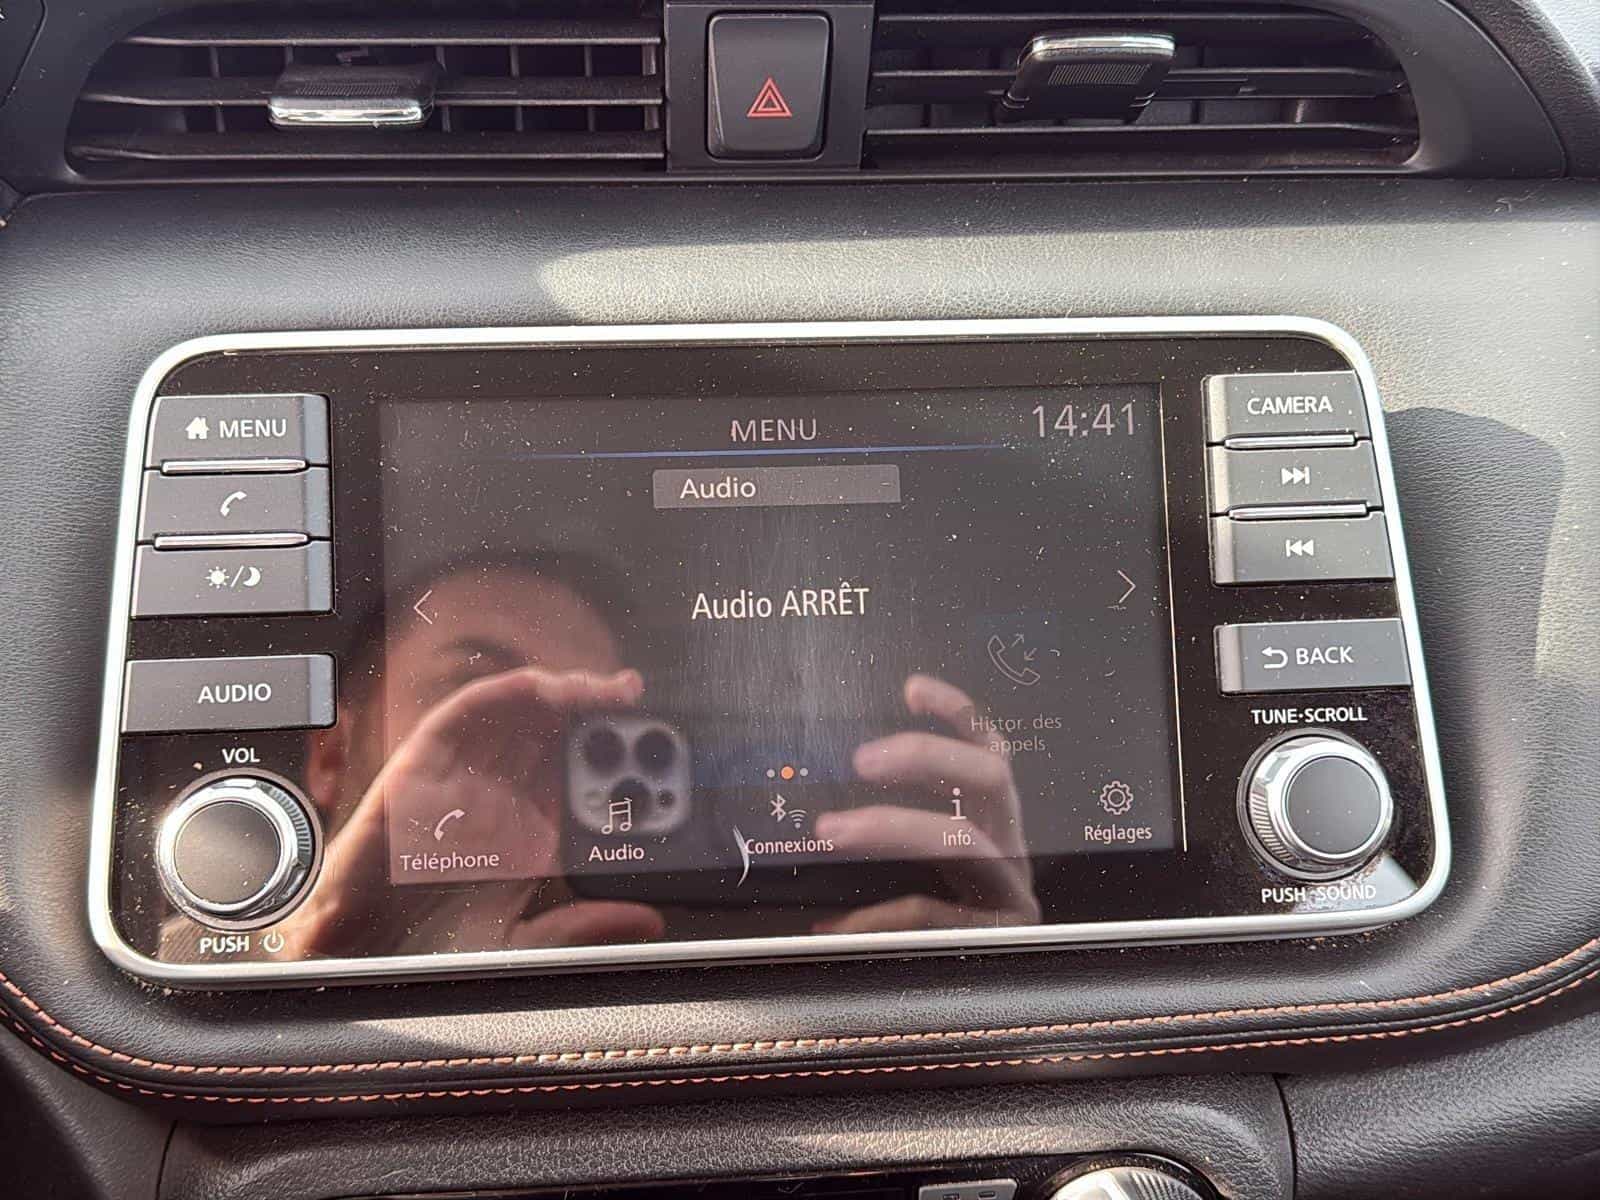 MENU
AUDIO
VOL
PUSH
MENU
14:41
Audio
Audio ARRÊT
Histor. des
appels
Téléphone
Audio
Connexions
Info.
Réglages
CAMERA
BACK
TUNE·SCROLL
PUSH·SOUND